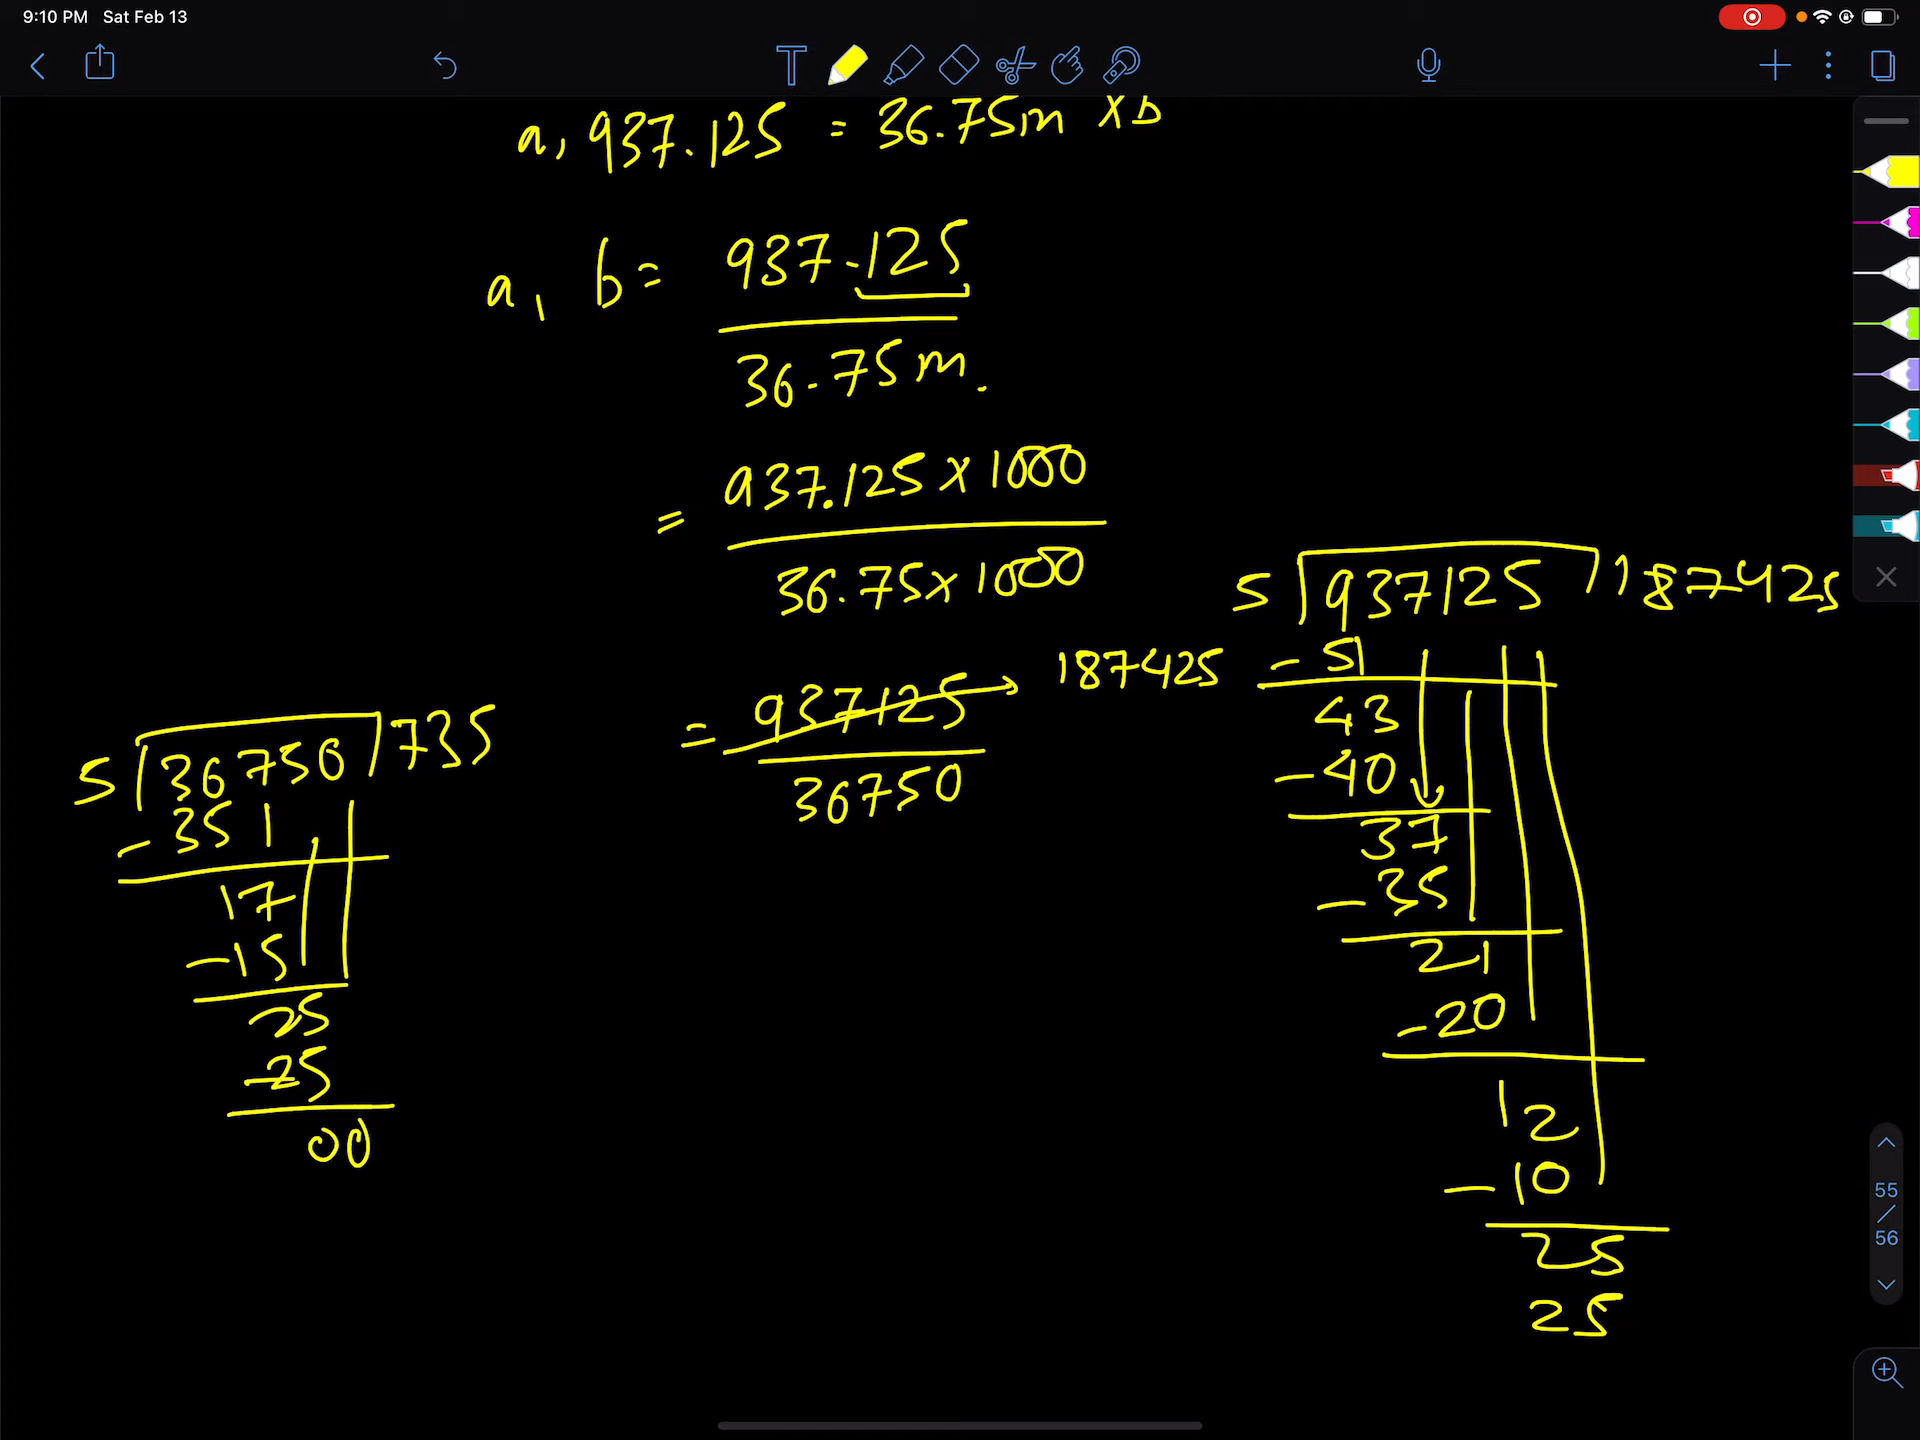 9:10 PM Sat Feb 13
a, 937.125 = 36.75m × b
a, b = 937.125
36.75m.
= 937.125 × 1000
36.75 × 1000
= 937125 → 187425
36750
5 36750 735
- 35
17
- 15
25
- 25
00
5 937125 187425
- 5
43
- 40
37
- 35
21
- 20
12
- 10
25
25
55
/
56